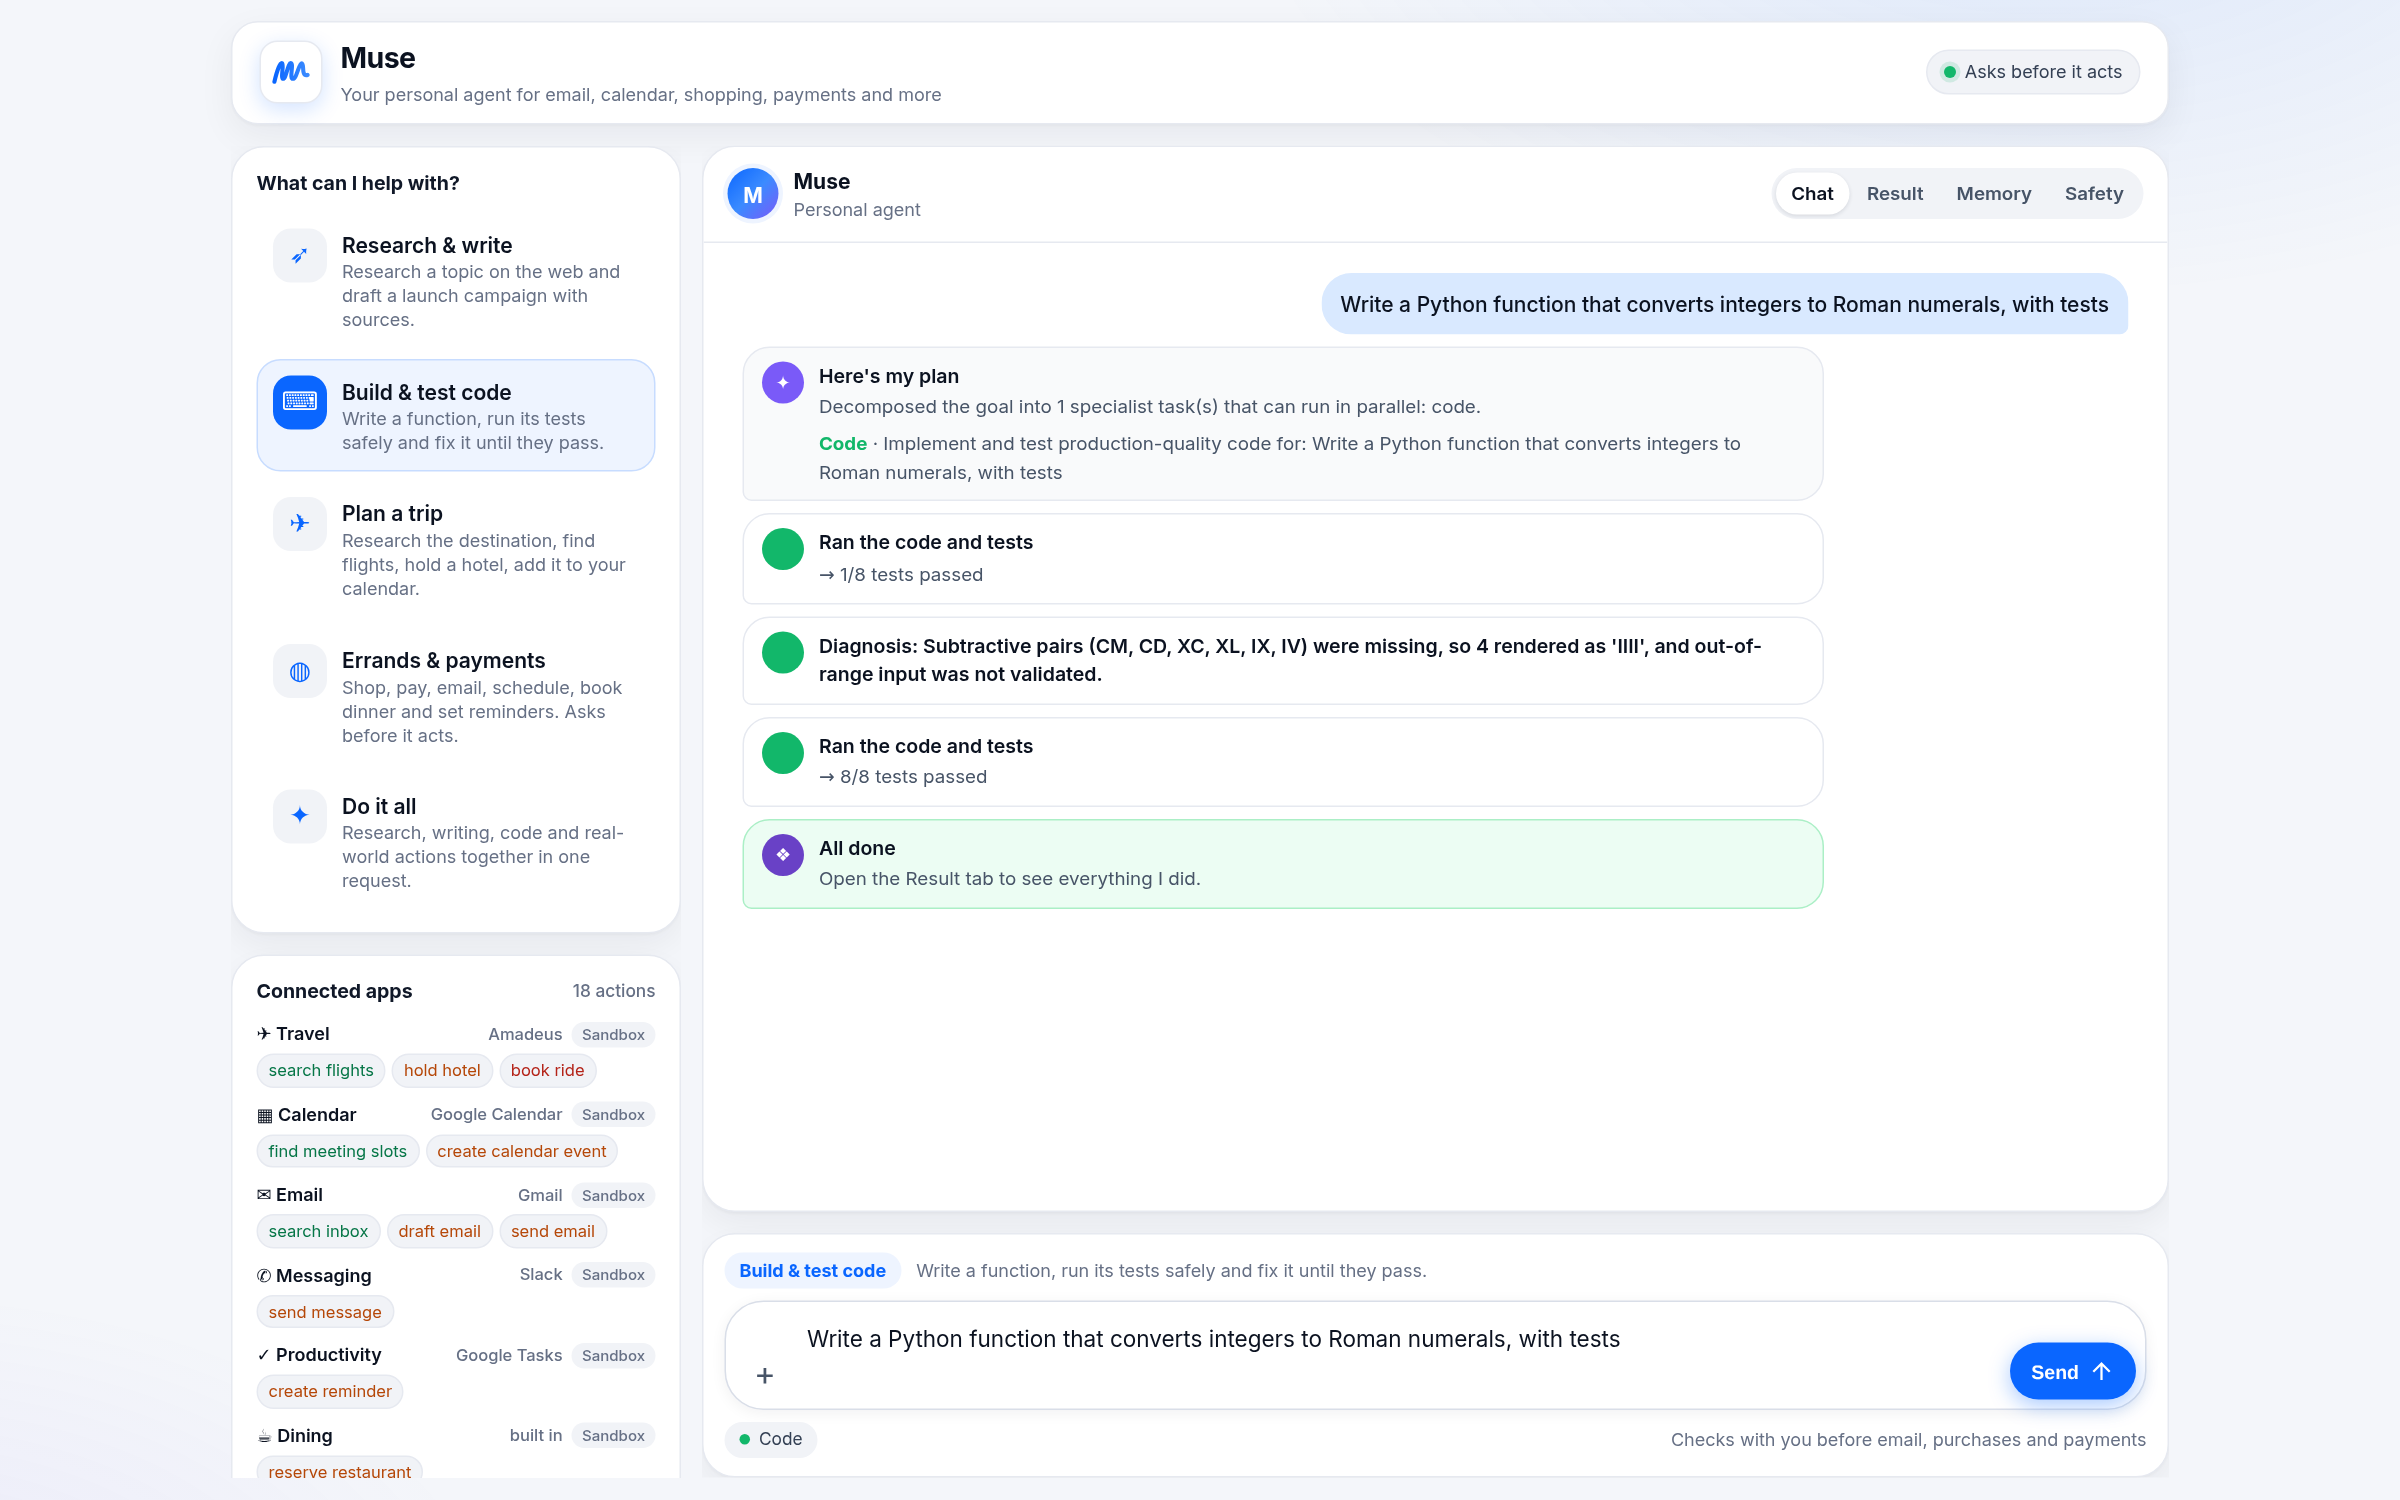 Muse
Your personal agent for email, calendar, shopping, payments and more
Asks before it acts
What can I help with?
Research & write
Research a topic on the web and
draft a launch campaign with
sources.
Build & test code
Write a function, run its tests
safely and fix it until they pass.
Plan a trip
Research the destination, find
flights, hold a hotel, add it to your
calendar.
Errands & payments
Shop, pay, email, schedule, book
dinner and set reminders. Asks
before it acts.
Do it all
Research, writing, code and real-
world actions together in one
request.
Connected apps
18 actions
✈ Travel
Amadeus
Sandbox
search flights
hold hotel
book ride
▦ Calendar
Google Calendar
Sandbox
find meeting slots
create calendar event
✉ Email
Gmail
Sandbox
search inbox
draft email
send email
✆ Messaging
Slack
Sandbox
send message
✓ Productivity
Google Tasks
Sandbox
create reminder
☕ Dining
built in
Sandbox
reserve restaurant
M
Muse
Personal agent
Chat
Result
Memory
Safety
Write a Python function that converts integers to Roman numerals, with tests
Here's my plan
Decomposed the goal into 1 specialist task(s) that can run in parallel: code.
Code · Implement and test production-quality code for: Write a Python function that converts integers to
Roman numerals, with tests
Ran the code and tests
→ 1/8 tests passed
Diagnosis: Subtractive pairs (CM, CD, XC, XL, IX, IV) were missing, so 4 rendered as 'IIII', and out-of-
range input was not validated.
Ran the code and tests
→ 8/8 tests passed
All done
Open the Result tab to see everything I did.
Build & test code
Write a function, run its tests safely and fix it until they pass.
Write a Python function that converts integers to Roman numerals, with tests
+
Send ↑
Code
Checks with you before email, purchases and payments